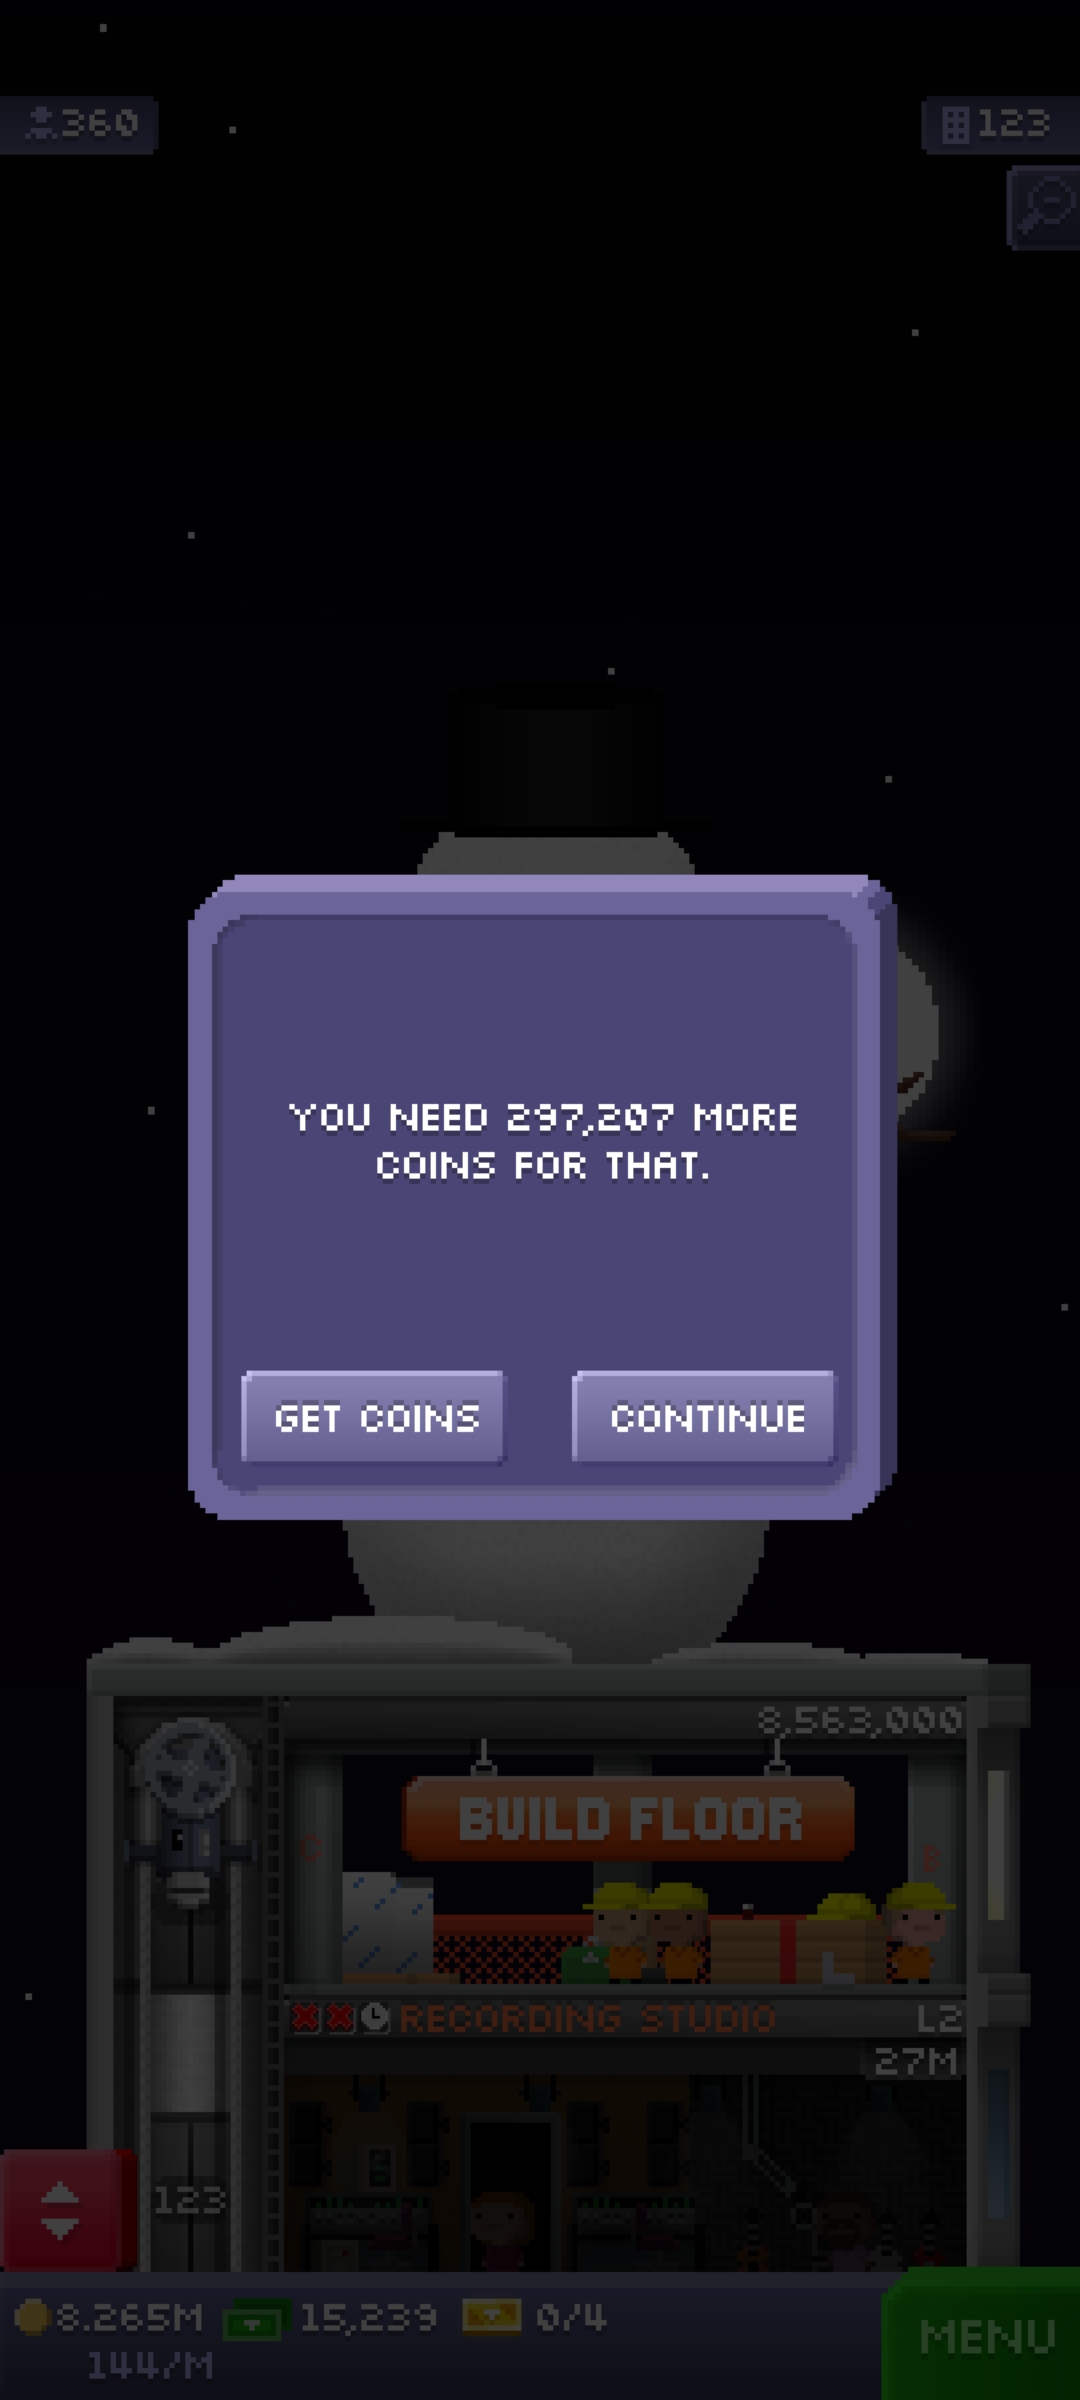 360
123
YOU NEED 297,207 MORE
COINS FOR THAT.
GET COINS
CONTINUE
8,563,000
BUILD FLOOR
C
B
RECORDING STUDIO
L2
27M
123
8.265M
15,239
0/4
MENU
144/M